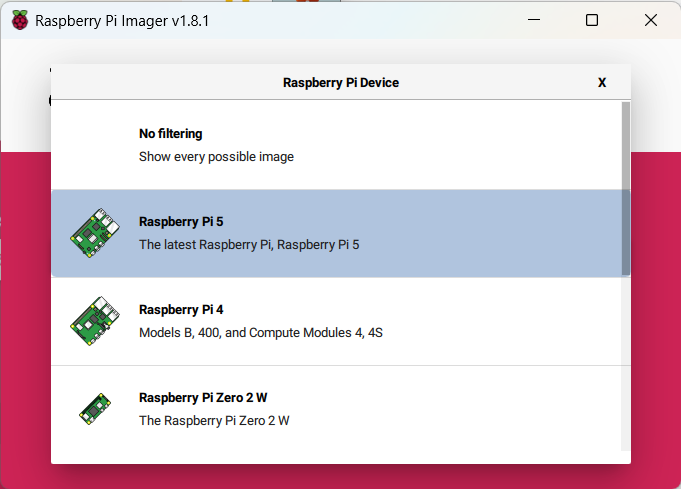 Raspberry Pi Imager v1.8.1
Raspberry Pi Device
X
No filtering
Show every possible image
Raspberry Pi 5
The latest Raspberry Pi, Raspberry Pi 5
Raspberry Pi 4
Models B, 400, and Compute Modules 4, 4S
Raspberry Pi Zero 2 W
The Raspberry Pi Zero 2 W